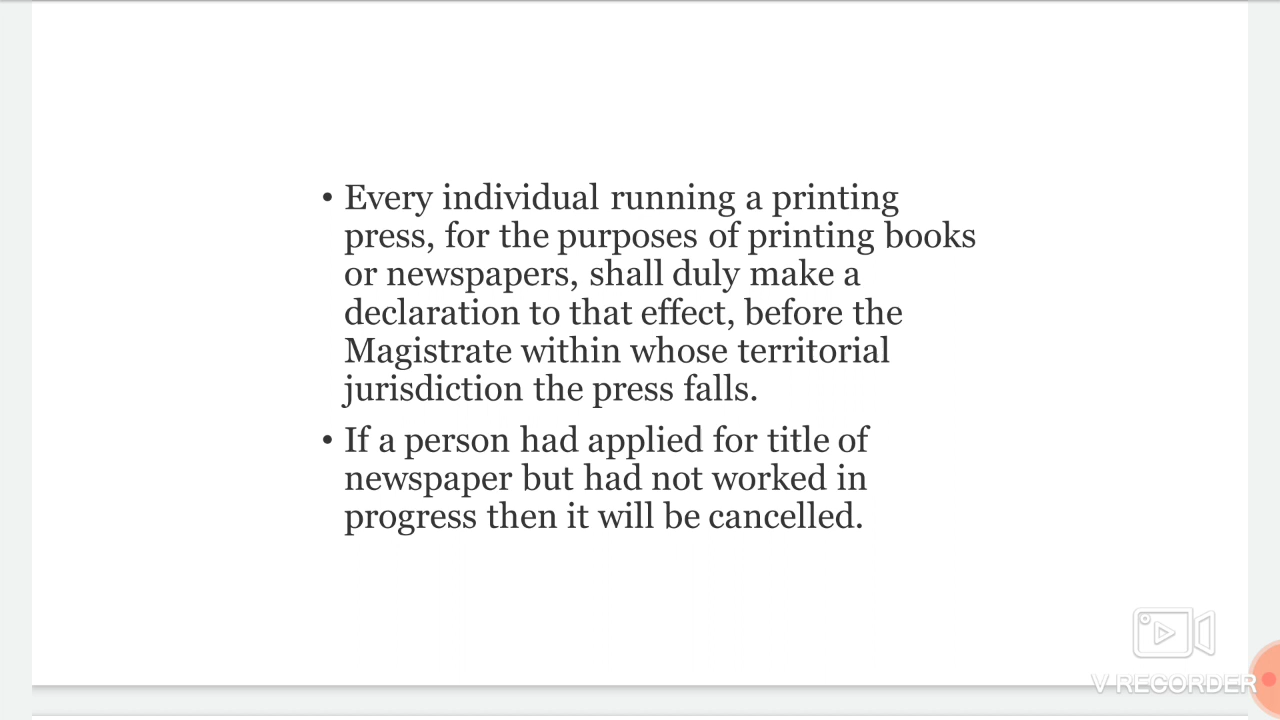 • Every individual running a printing
press, for the purposes of printing books
or newspapers, shall duly make a
declaration to that effect, before the
Magistrate within whose territorial
jurisdiction the press falls.
• If a person had applied for title of
newspaper but had not worked in
progress then it will be cancelled.
V RECORDER